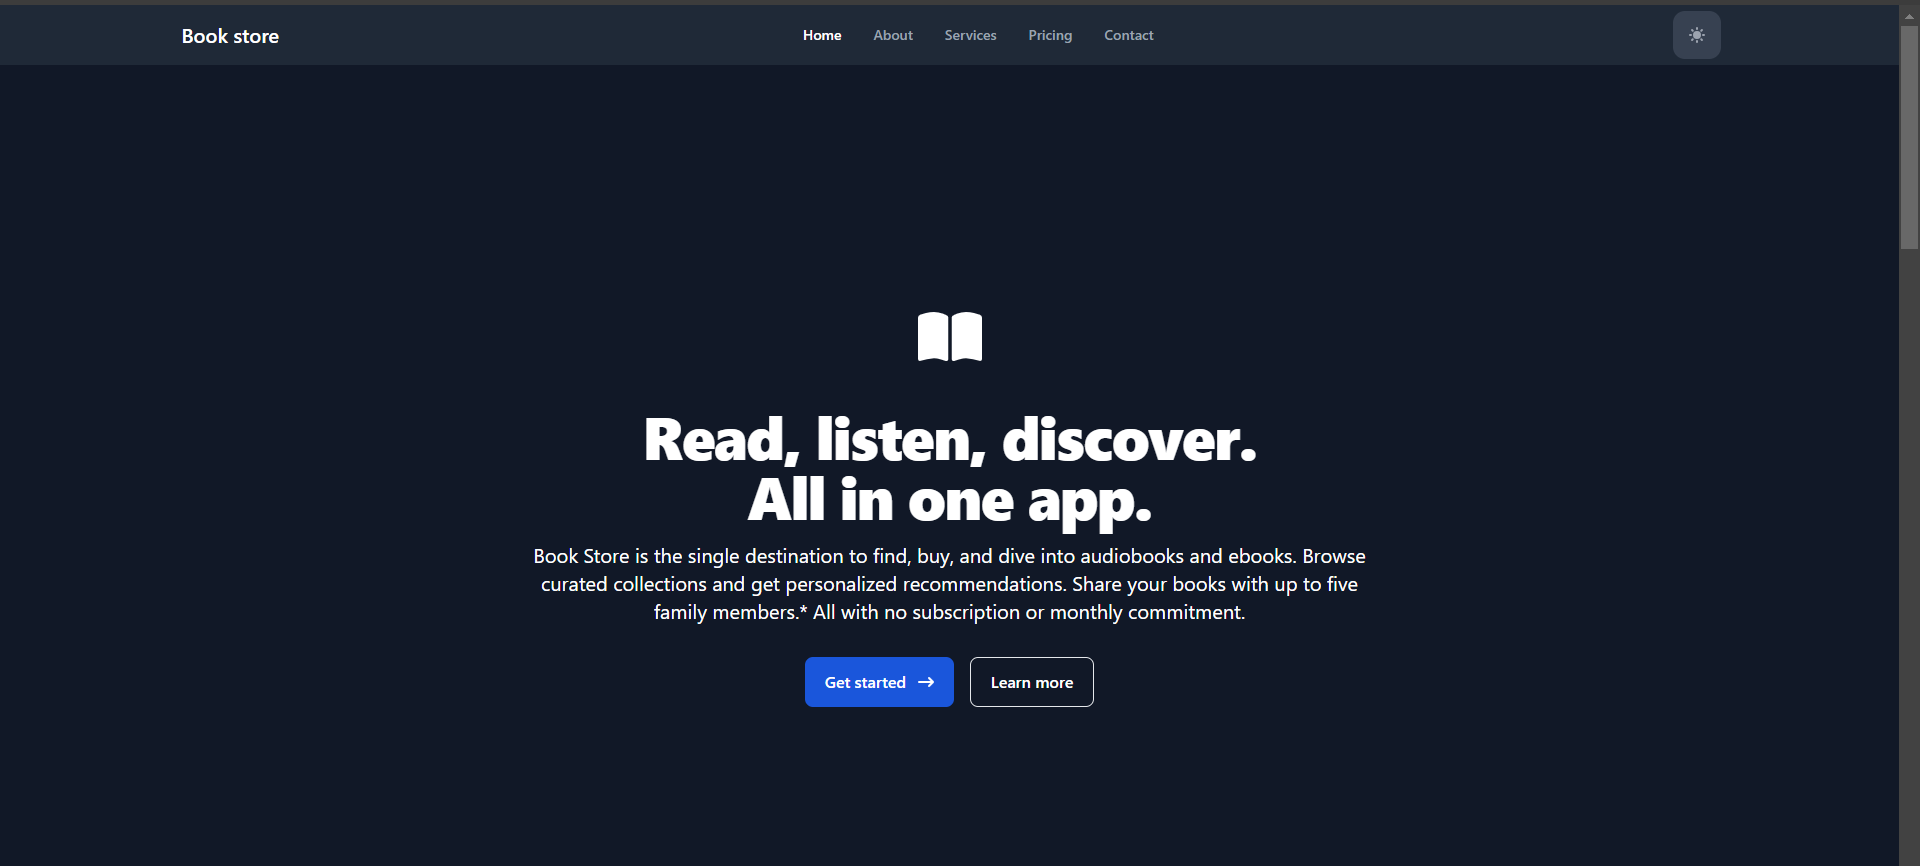 Book store
Home
About
Services
Pricing
Contact
Read, listen, discover.
All in one app.
Book Store is the single destination to find, buy, and dive into audiobooks and ebooks. Browse
curated collections and get personalized recommendations. Share your books with up to five
family members.* All with no subscription or monthly commitment.
Get started
Learn more